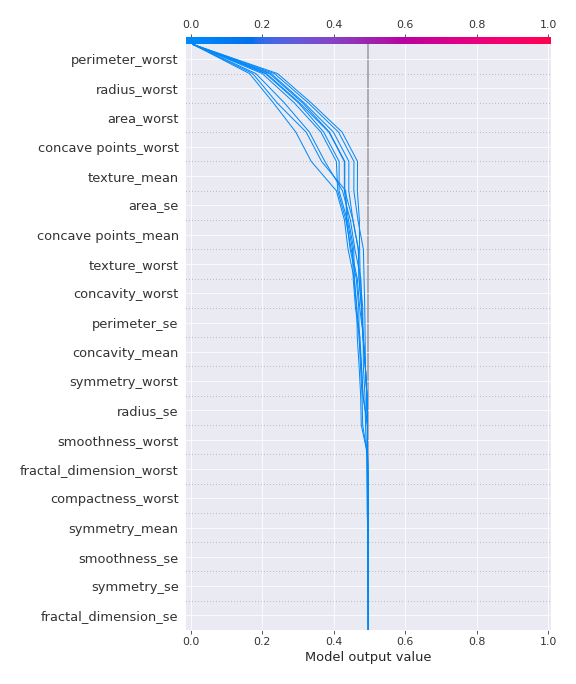 0.0 0.2 0.4 0.6 0.8 1.0
perimeter_worst
radius_worst
area_worst
concave points_worst
texture_mean
area_se
concave points_mean
texture_worst
concavity_worst
perimeter_se
concavity_mean
symmetry_worst
radius_se
smoothness_worst
fractal_dimension_worst
compactness_worst
symmetry_mean
smoothness_se
symmetry_se
fractal_dimension_se
0.0 0.2 0.4 0.6 0.8 1.0
Model output value